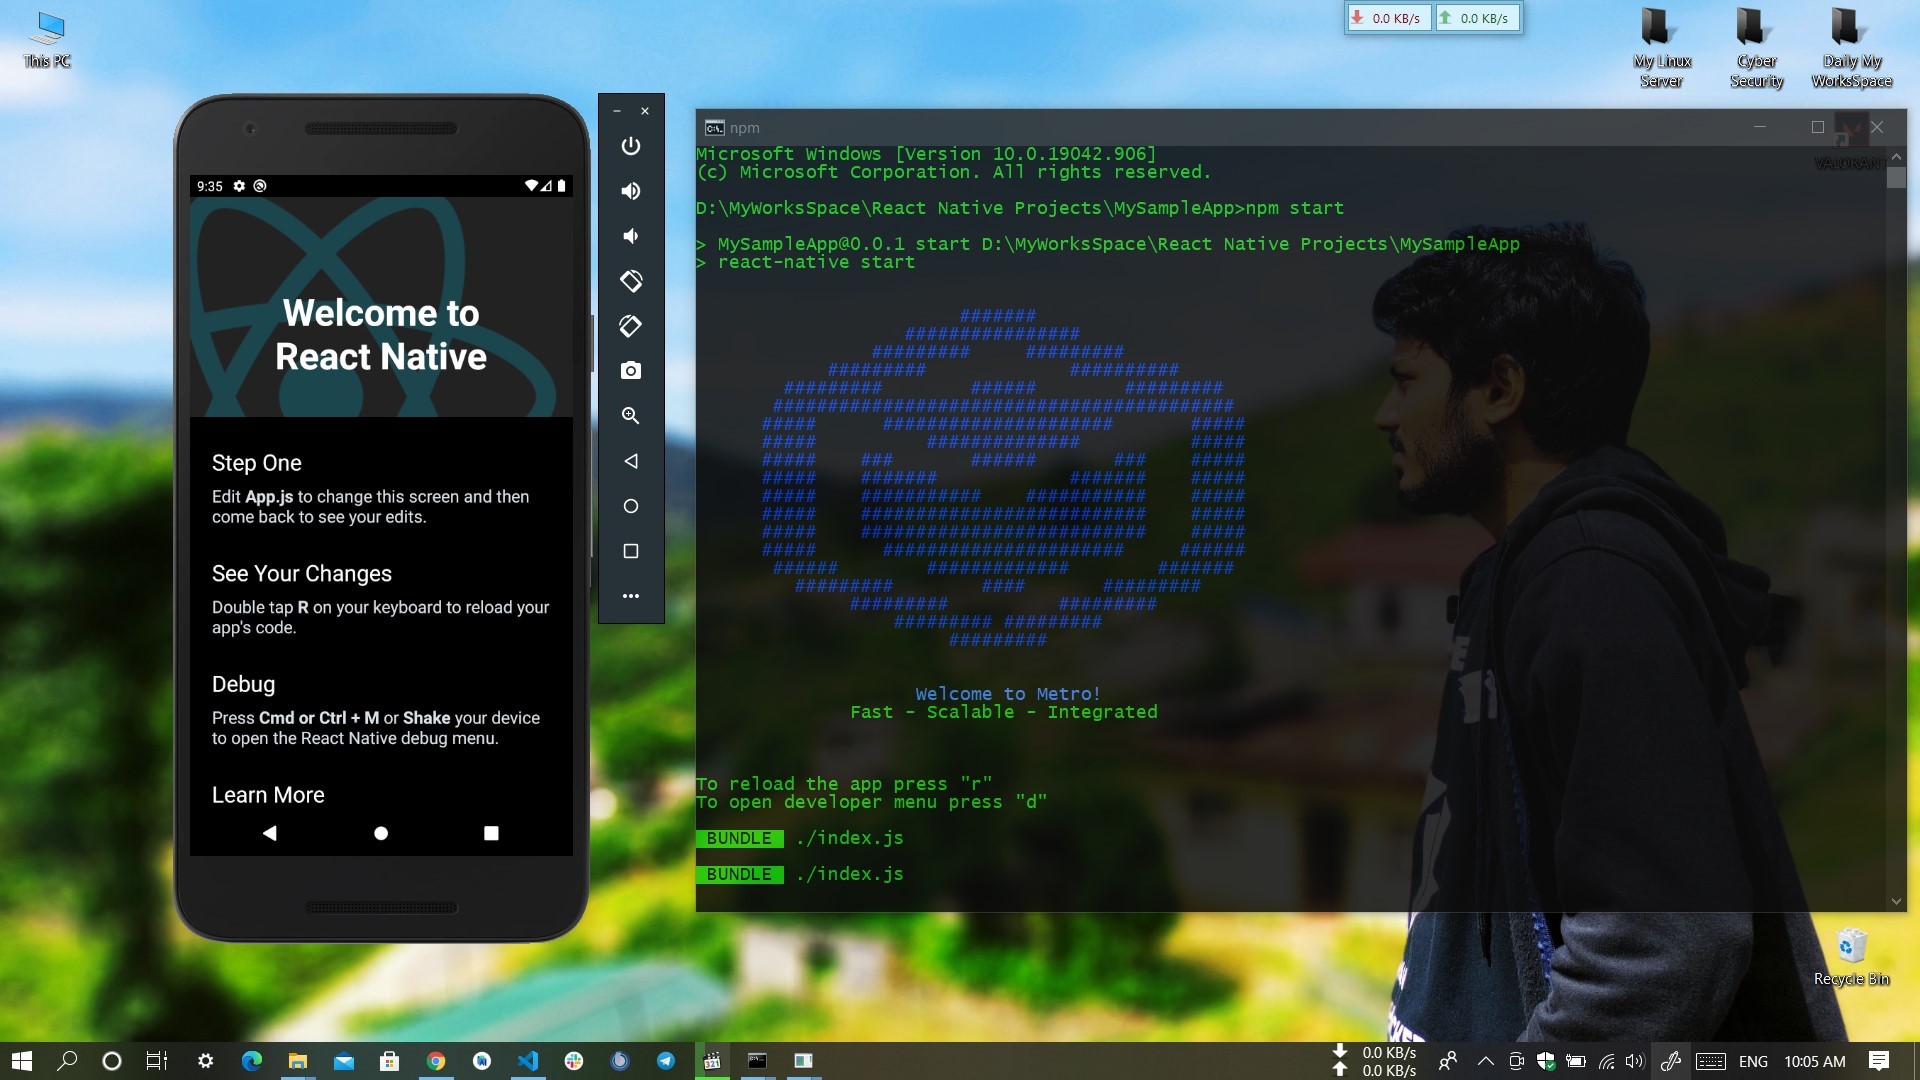 This PC
0.0 KB/s
0.0 KB/s
My Linux
Server
Cyber
Security
Daily My
WorksSpace
9:35
Welcome to
React Native
Step One
Edit App.js to change this screen and then
come back to see your edits.
See Your Changes
Double tap R on your keyboard to reload your
app's code.
Debug
Press Cmd or Ctrl + M or Shake your device
to open the React Native debug menu.
Learn More
npm
VALORANT
Microsoft Windows [Version 10.0.19042.906]
(c) Microsoft Corporation. All rights reserved.
D:\MyWorksSpace\React Native Projects\MySampleApp>npm start
> MySampleApp@0.0.1 start D:\MyWorksSpace\React Native Projects\MySampleApp
> react-native start
Welcome to Metro!
Fast - Scalable - Integrated
To reload the app press "r"
To open developer menu press "d"
BUNDLE ./index.js
BUNDLE ./index.js
Recycle Bin
0.0 KB/s
0.0 KB/s
ENG
10:05 AM